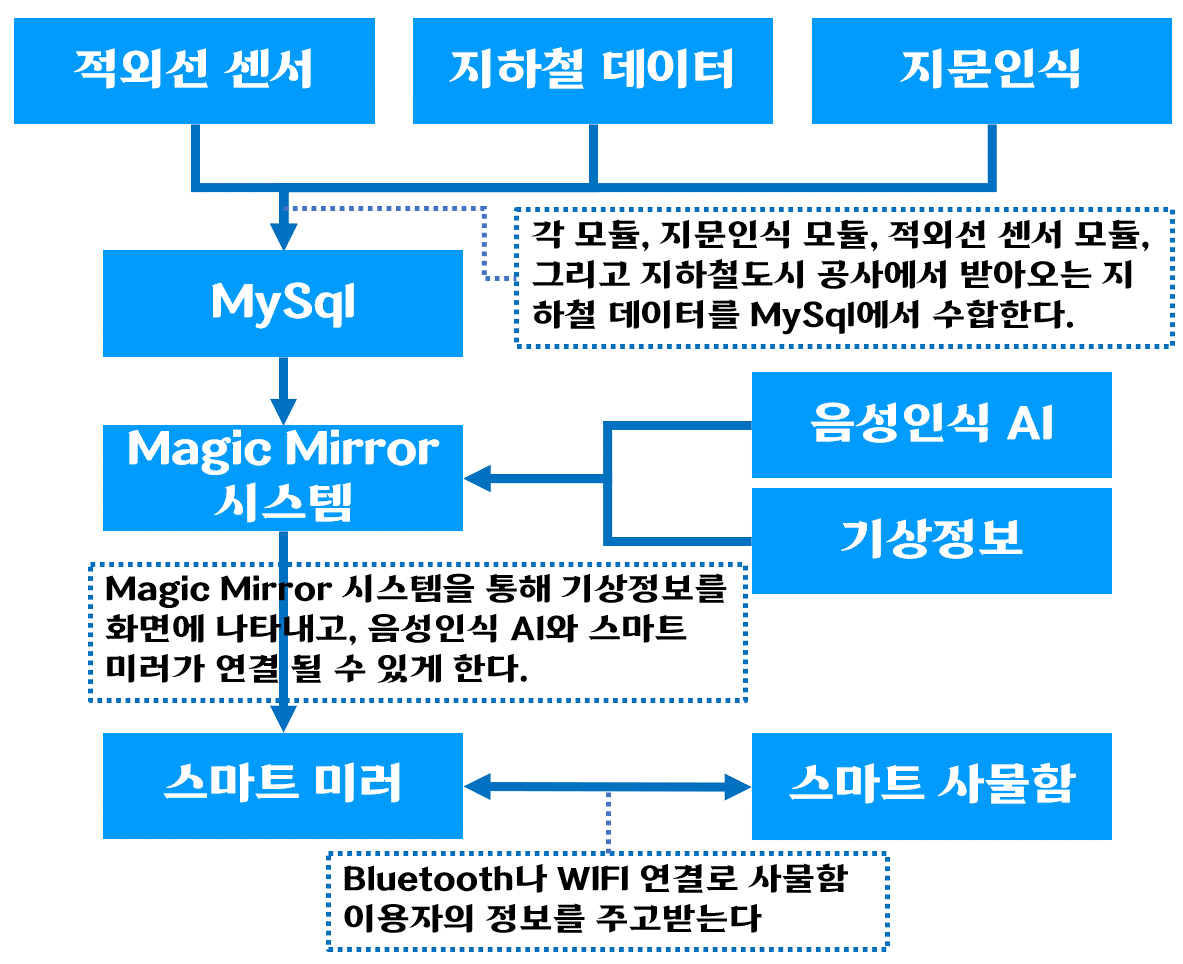 적외선 센서
지하철 데이터
지문인식
각 모듈, 지문인식 모듈, 적외선 센서 모듈,
그리고 지하철도시 공사에서 받아오는 지
하철 데이터를 MySql에서 수합한다.
MySql
음성인식 AI
Magic Mirror
시스템
기상정보
Magic Mirror 시스템을 통해 기상정보를
화면에 나타내고, 음성인식 AI와 스마트
미러가 연결 될 수 있게 한다.
스마트 미러
스마트 사물함
Bluetooth나 WIFI 연결로 사물함
이용자의 정보를 주고받는다